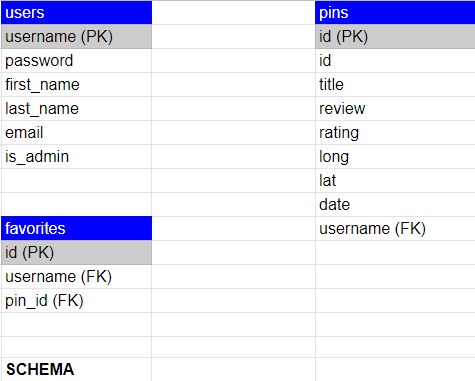 users
username (PK)
password
first_name
last_name
email
is_admin
favorites
id (PK)
username (FK)
pin_id (FK)
SCHEMA
pins
id (PK)
id
title
review
rating
long
lat
date
username (FK)